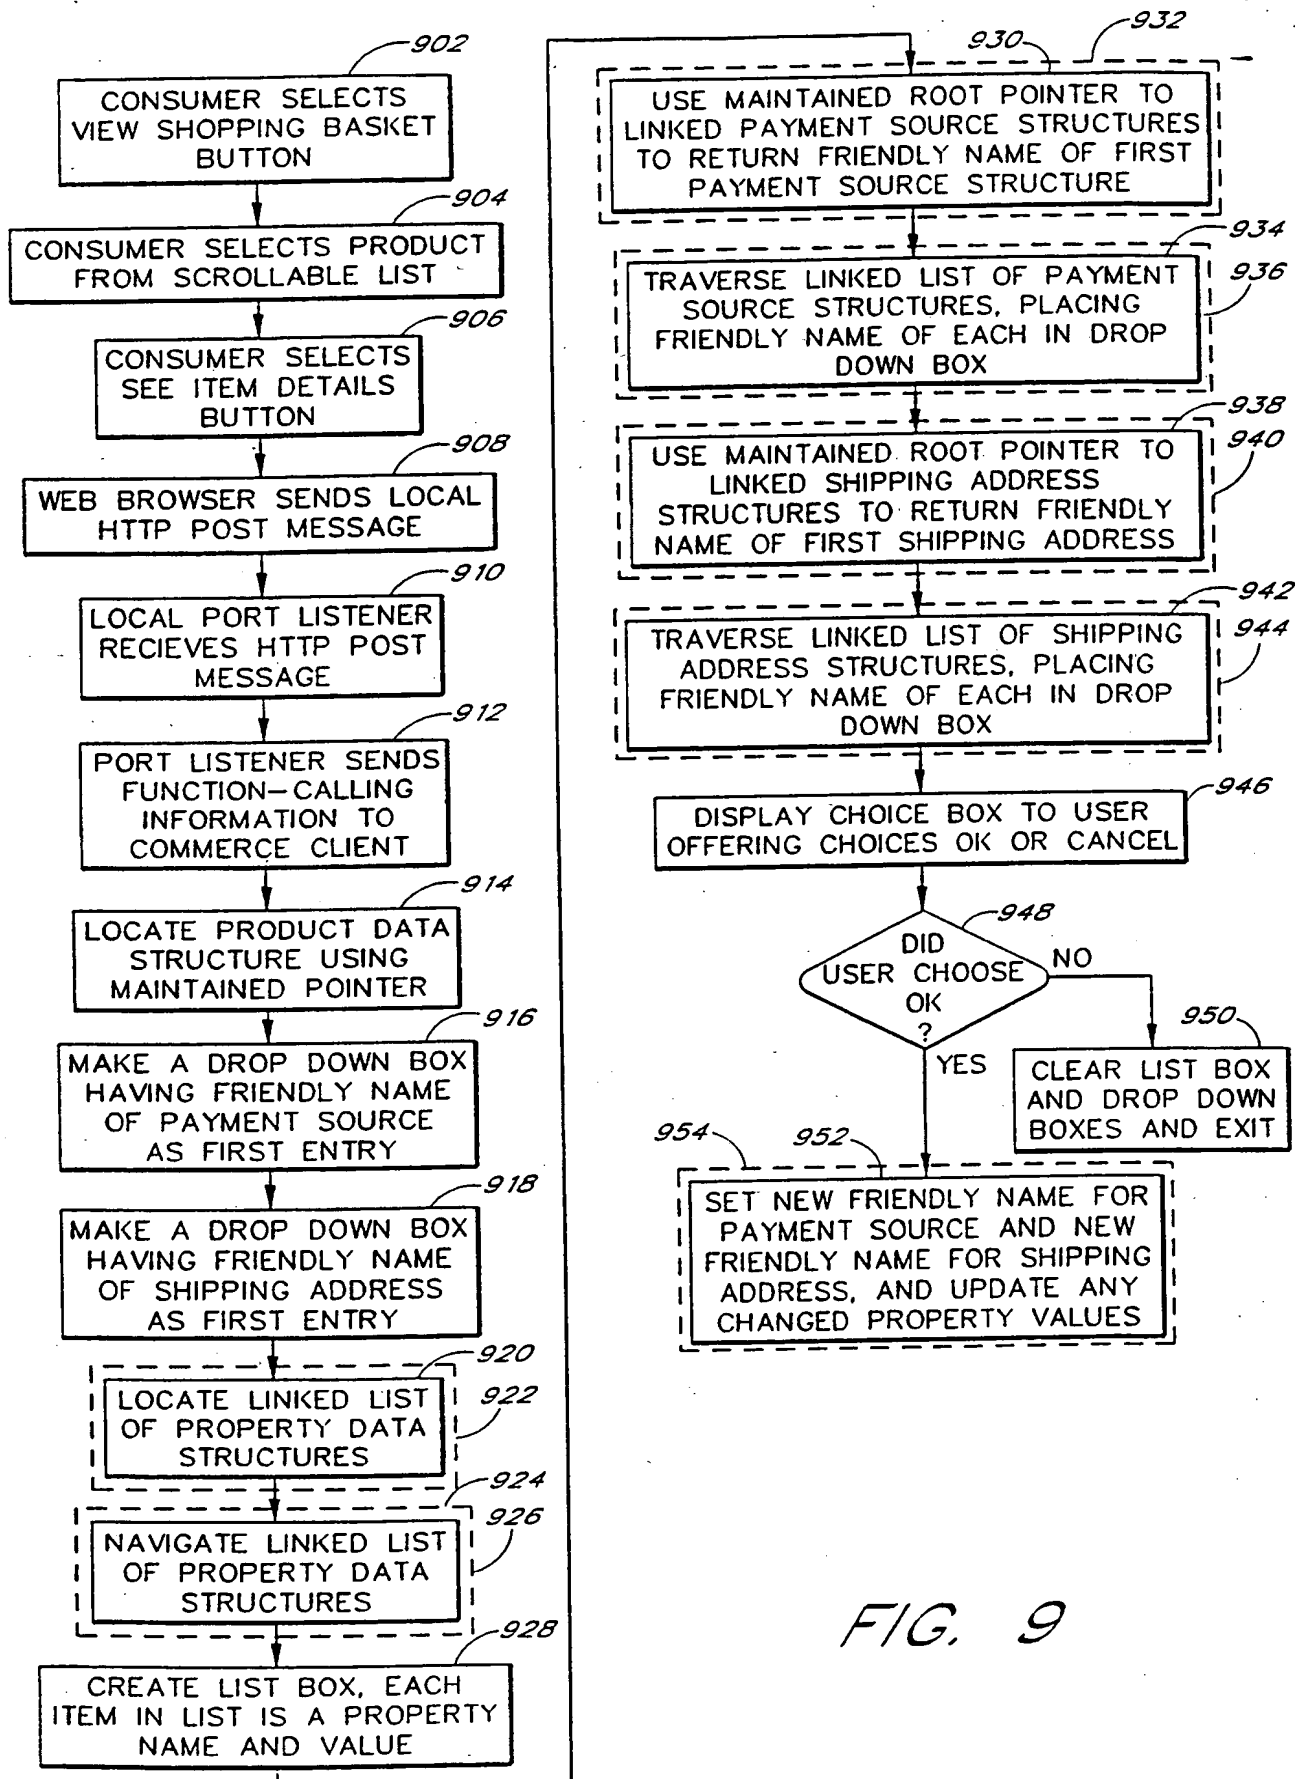 902
CONSUMER SELECTS
VIEW SHOPPING BASKET
BUTTON
904
CONSUMER SELECTS PRODUCT
FROM SCROLLABLE LIST
906
CONSUMER SELECTS
SEE ITEM DETAILS
BUTTON
908
WEB BROWSER SENDS LOCAL
HTTP POST MESSAGE
910
LOCAL PORT LISTENER
RECIEVES HTTP POST
MESSAGE
912
PORT LISTENER SENDS
FUNCTION-CALLING
INFORMATION TO
COMMERCE CLIENT
914
LOCATE PRODUCT DATA
STRUCTURE USING
MAINTAINED POINTER
916
MAKE A DROP DOWN BOX
HAVING FRIENDLY NAME
OF PAYMENT SOURCE
AS FIRST ENTRY
918
MAKE A DROP DOWN BOX
HAVING FRIENDLY NAME
OF SHIPPING ADDRESS
AS FIRST ENTRY
920
922
LOCATE LINKED LIST
OF PROPERTY DATA
STRUCTURES
924
926
NAVIGATE LINKED LIST
OF PROPERTY DATA
STRUCTURES
928
CREATE LIST BOX, EACH
ITEM IN LIST IS A PROPERTY
NAME AND VALUE
930
932
USE MAINTAINED ROOT POINTER TO
LINKED PAYMENT SOURCE STRUCTURES
TO RETURN FRIENDLY NAME OF FIRST
PAYMENT SOURCE STRUCTURE
934
936
TRAVERSE LINKED LIST OF PAYMENT
SOURCE STRUCTURES, PLACING
FRIENDLY NAME OF EACH IN DROP
DOWN BOX
938
940
USE MAINTAINED ROOT POINTER TO
LINKED SHIPPING ADDRESS
STRUCTURES TO RETURN FRIENDLY
NAME OF FIRST SHIPPING ADDRESS
942
944
TRAVERSE LINKED LIST OF SHIPPING
ADDRESS STRUCTURES, PLACING
FRIENDLY NAME OF EACH IN DROP
DOWN BOX
946
DISPLAY CHOICE BOX TO USER
OFFERING CHOICES OK OR CANCEL
948
DID
USER CHOOSE
OK
?
NO
YES
950
CLEAR LIST BOX
AND DROP DOWN
BOXES AND EXIT
954
952
SET NEW FRIENDLY NAME FOR
PAYMENT SOURCE AND NEW
FRIENDLY NAME FOR SHIPPING
ADDRESS, AND UPDATE ANY
CHANGED PROPERTY VALUES
FIG. 9